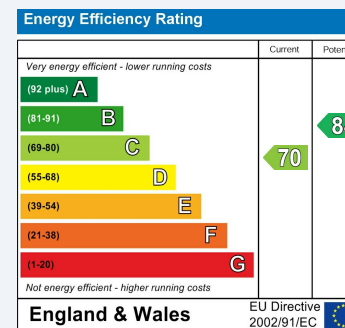 Energy Efficiency Rating
Current
Very energy efficient - lower running costs
(92 plus) A
(81-91) B
(69-80) C
70
(55-68) D
(39-54) E
(21-38) F
(1-20) G
Not energy efficient - higher running costs
England & Wales
EU Directive
2002/91/EC